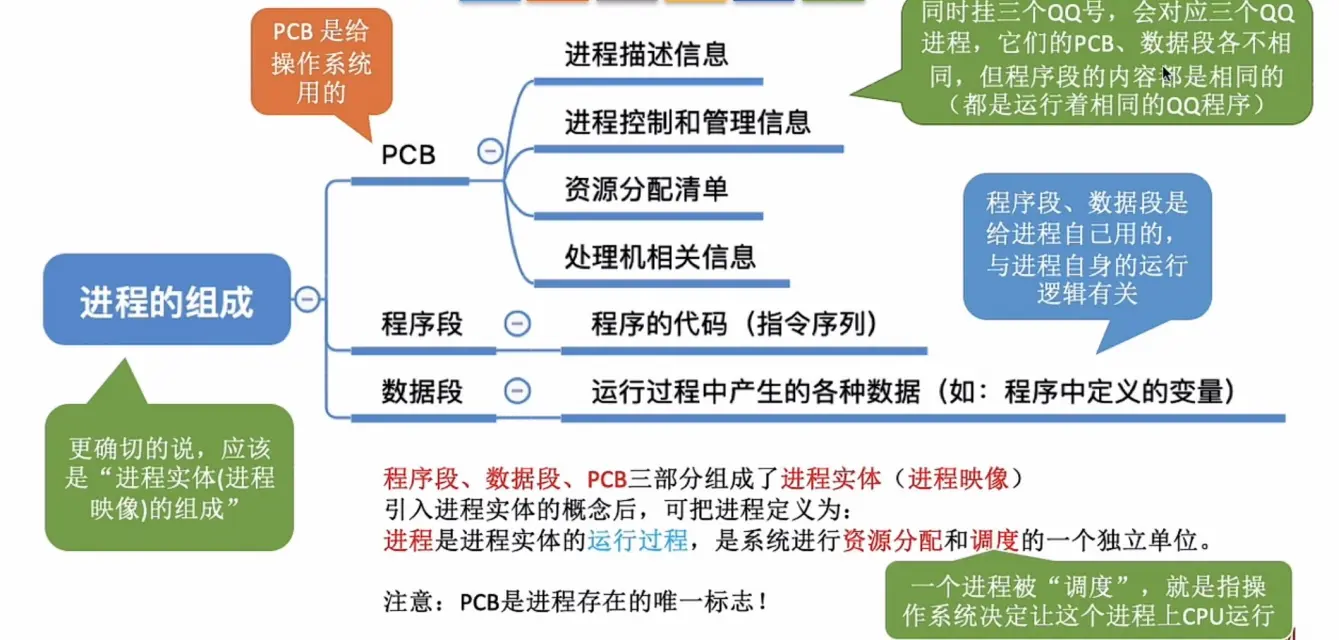 PCB 是给
操作系统
用的
同时挂三个QQ号，会对应三个QQ
进程，它们的PCB、数据段各不相
同，但程序段的内容都是相同的
（都是运行着相同的QQ程序）
进程描述信息
进程控制和管理信息
PCB
资源分配清单
处理机相关信息
程序段、数据段是
给进程自己用的，
与进程自身的运行
逻辑有关
进程的组成
程序段
程序的代码（指令序列）
数据段
运行过程中产生的各种数据（如：程序中定义的变量）
更确切的说，应该
是“进程实体(进程
映像)的组成”
程序段、数据段、PCB三部分组成了进程实体（进程映像）
引入进程实体的概念后，可把进程定义为：
进程是进程实体的运行过程，是系统进行资源分配和调度的一个独立单位。
一个进程被“调度”，就是指操
作系统决定让这个进程上CPU运行
注意：PCB是进程存在的唯一标志！